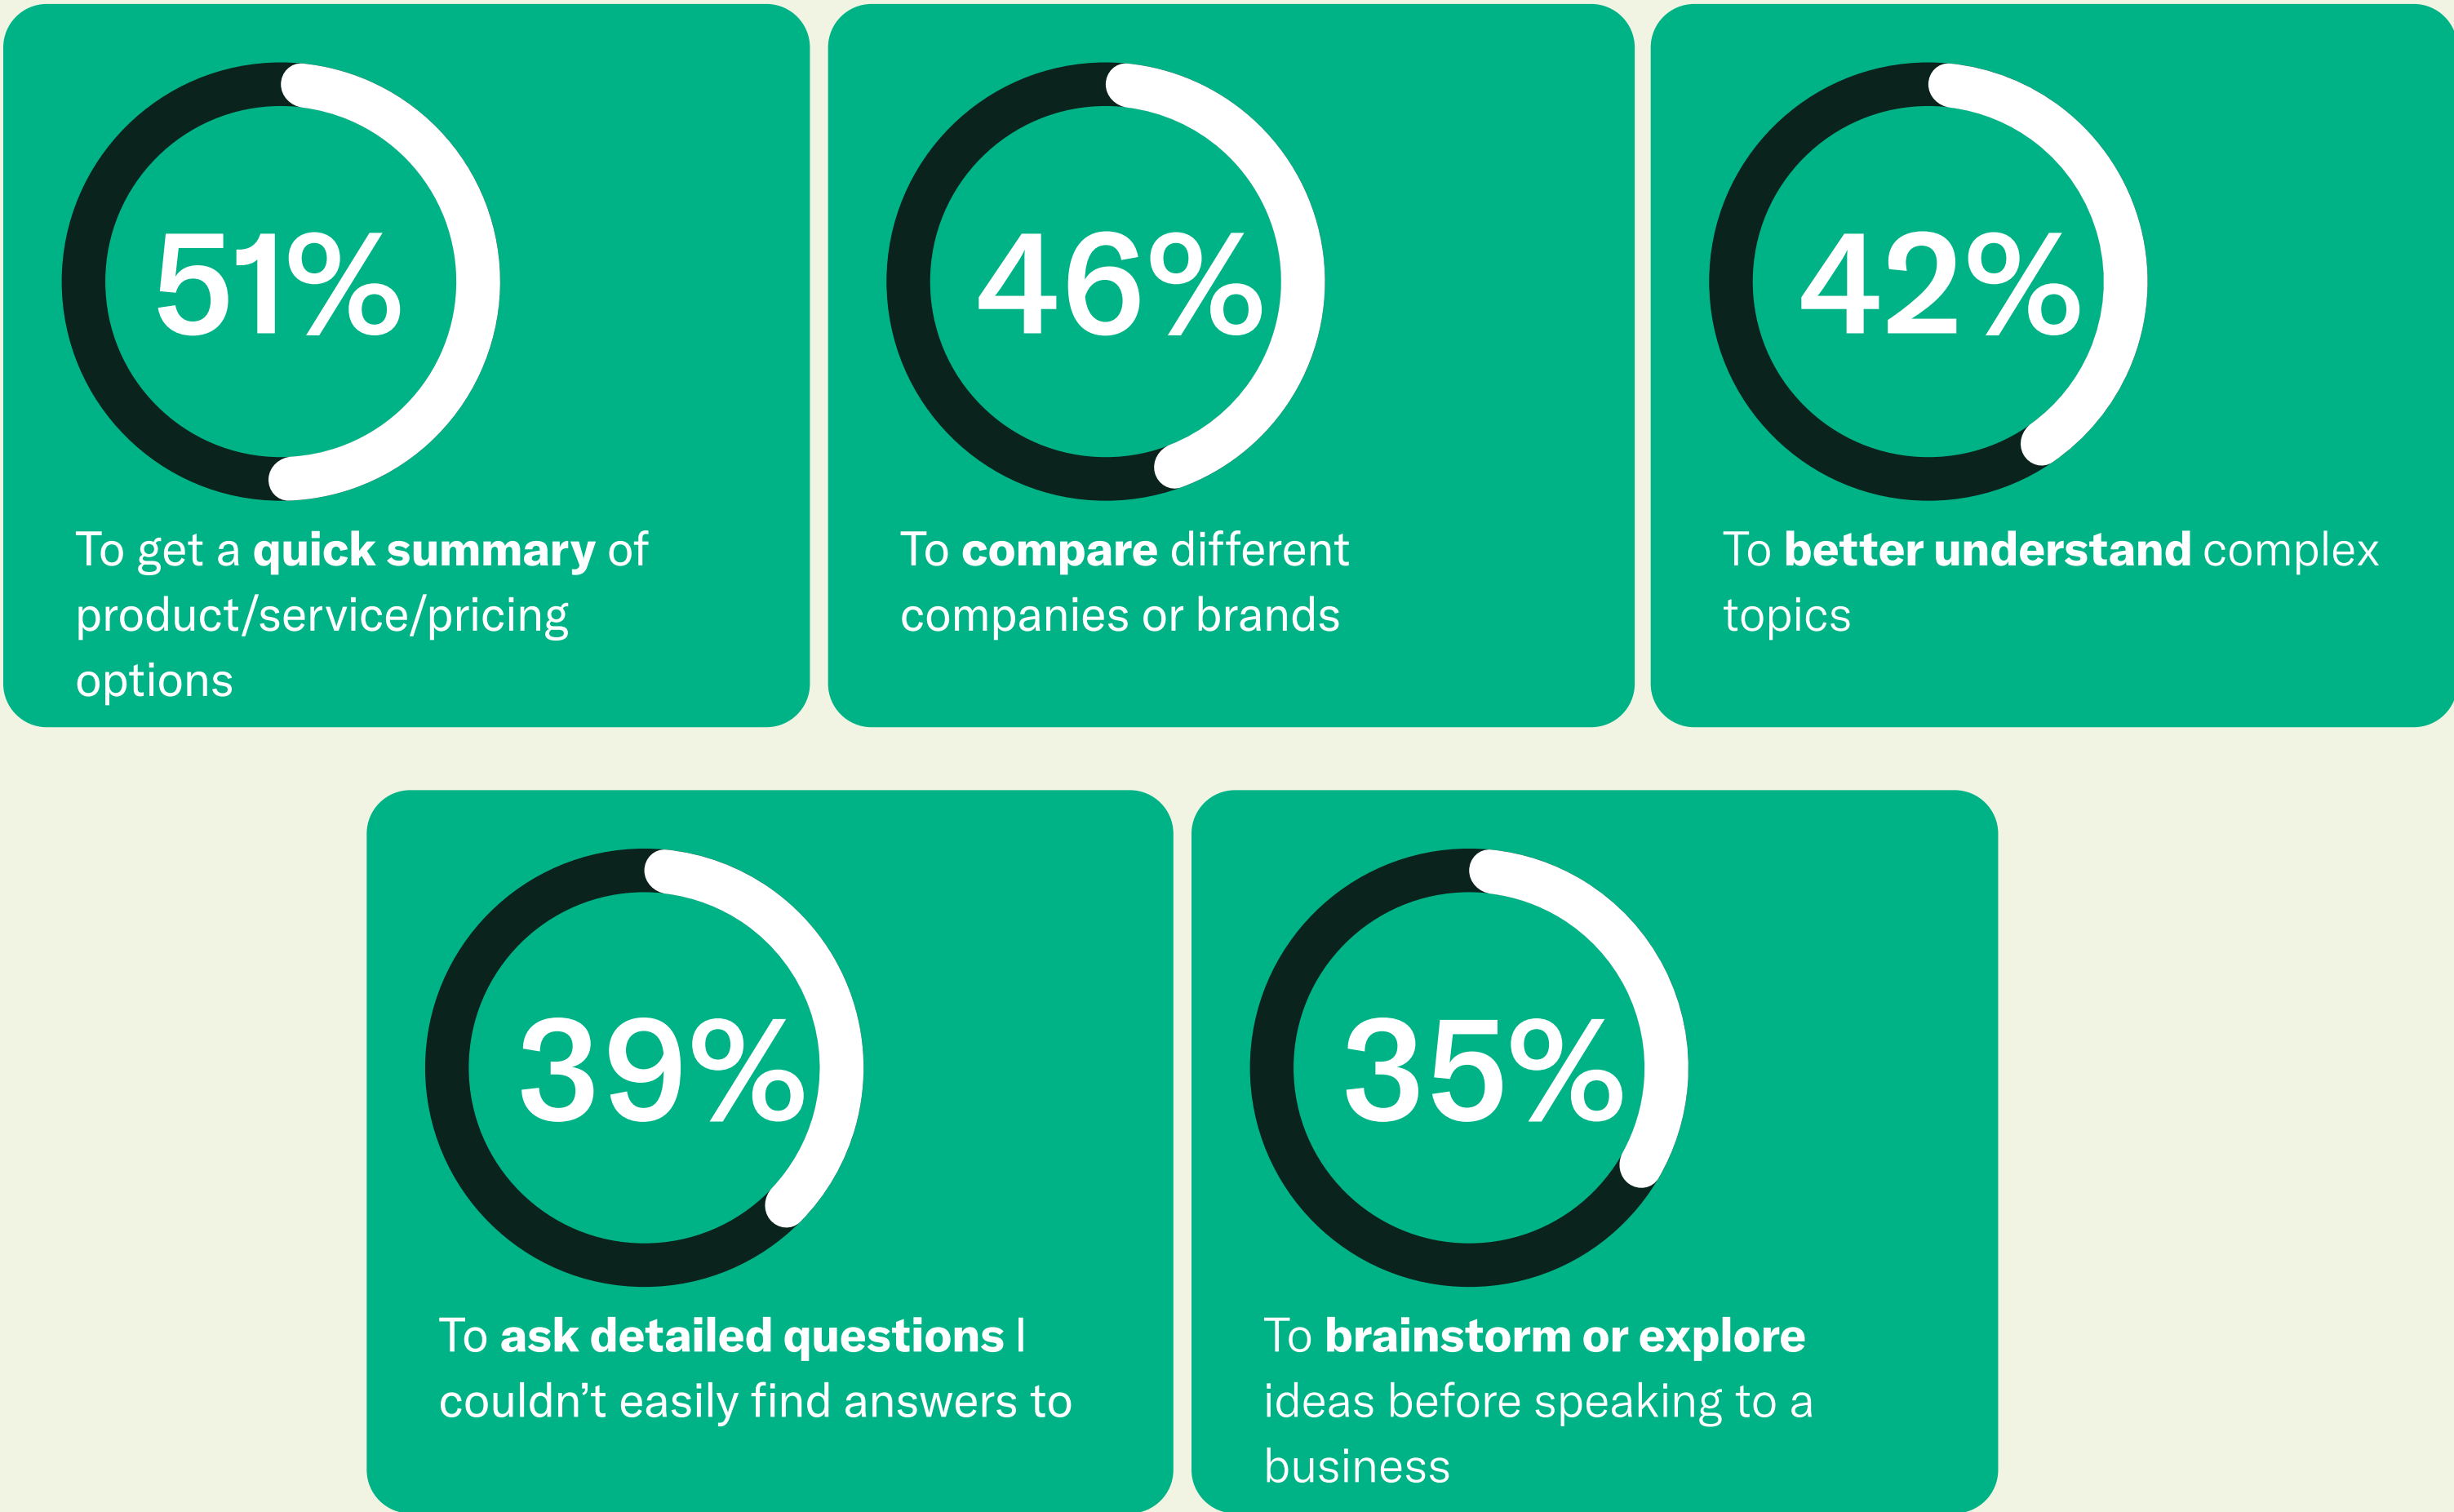 51%
To get a quick summary of
product/service/pricing
options
46%
To compare different
companies or brands
42%
To better understand complex
topics
39%
To ask detailed questions I
couldn’t easily find answers to
35%
To brainstorm or explore
ideas before speaking to a
business